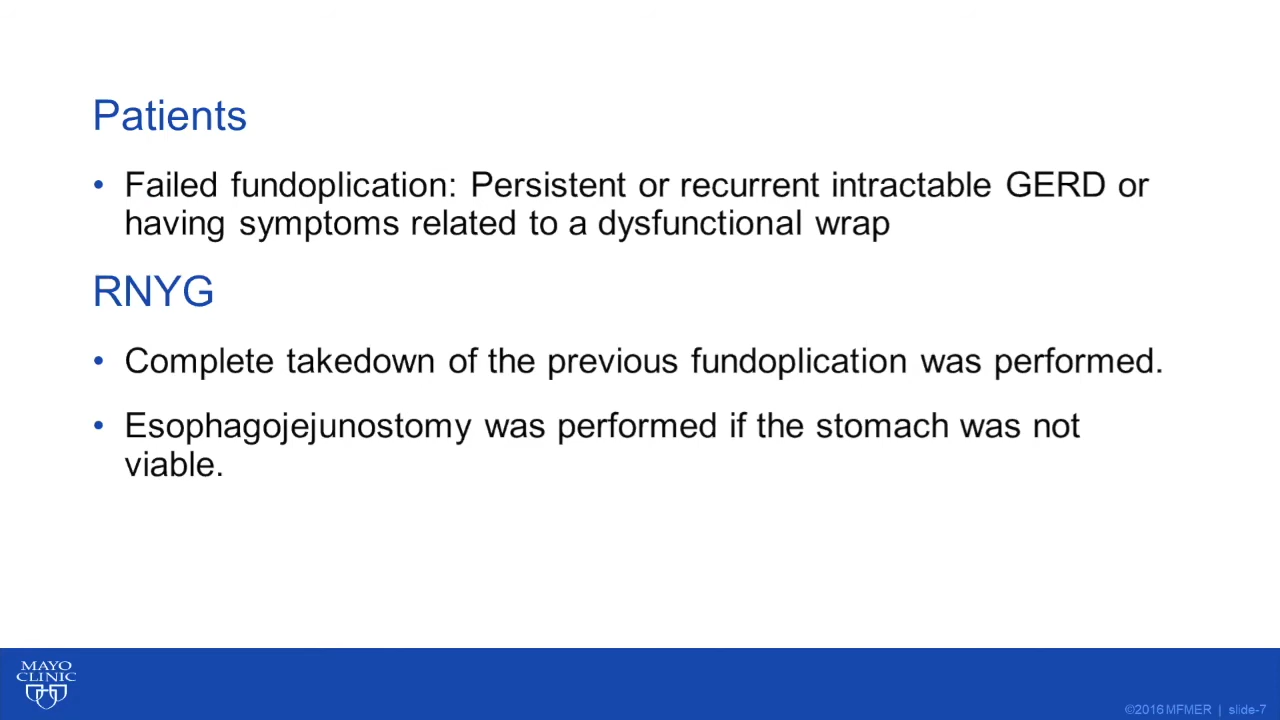 Patients
• Failed fundoplication: Persistent or recurrent intractable GERD or
having symptoms related to a dysfunctional wrap
RNYG
• Complete takedown of the previous fundoplication was performed.
• Esophagojejunostomy was performed if the stomach was not
viable.
MAYO
CLINIC
©2016 MFMER | slide-7